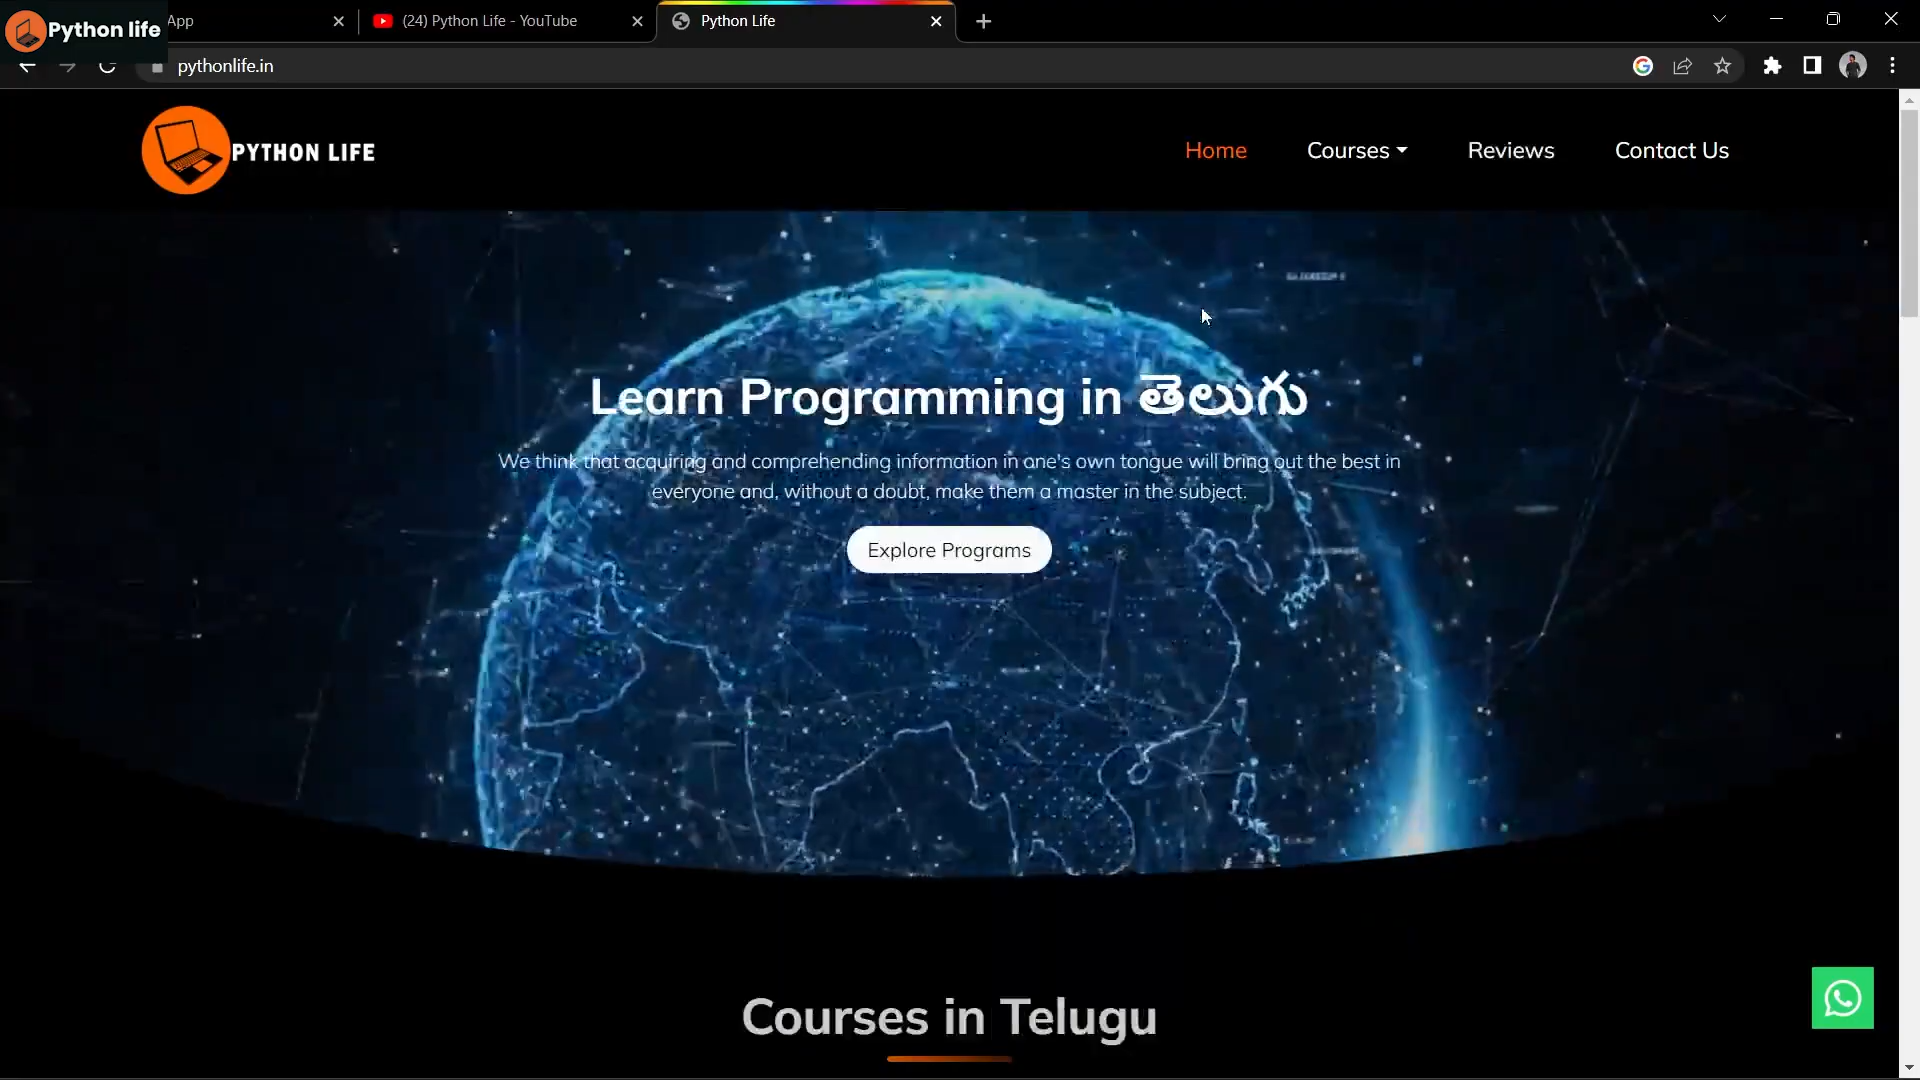 Python life
App
(24) Python Life - YouTube
Python Life
pythonlife.in
PYTHON LIFE
Home
Courses
Reviews
Contact Us
Learn Programming in తెలుగు
We think that acquiring and comprehending information in one's own tongue will bring out the best in
everyone and, without a doubt, make them a master in the subject.
Explore Programs
Courses in Telugu